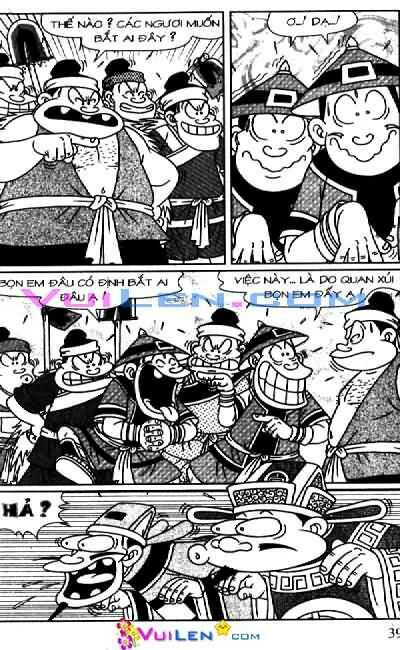 THẾ NÀO? CÁC NGƯƠI MUỐN
BẮT AI ĐÂY?
Ơ..! DẠ..!
BỌN EM ĐÂU CÓ ĐỊNH BẮT AI
ĐÂU Ạ
VIỆC NÀY... LÀ DO QUAN XÚI
BỌN EM ĐẤY Ạ
VUILEN.COM
HẢ?
39
VUILEN.COM